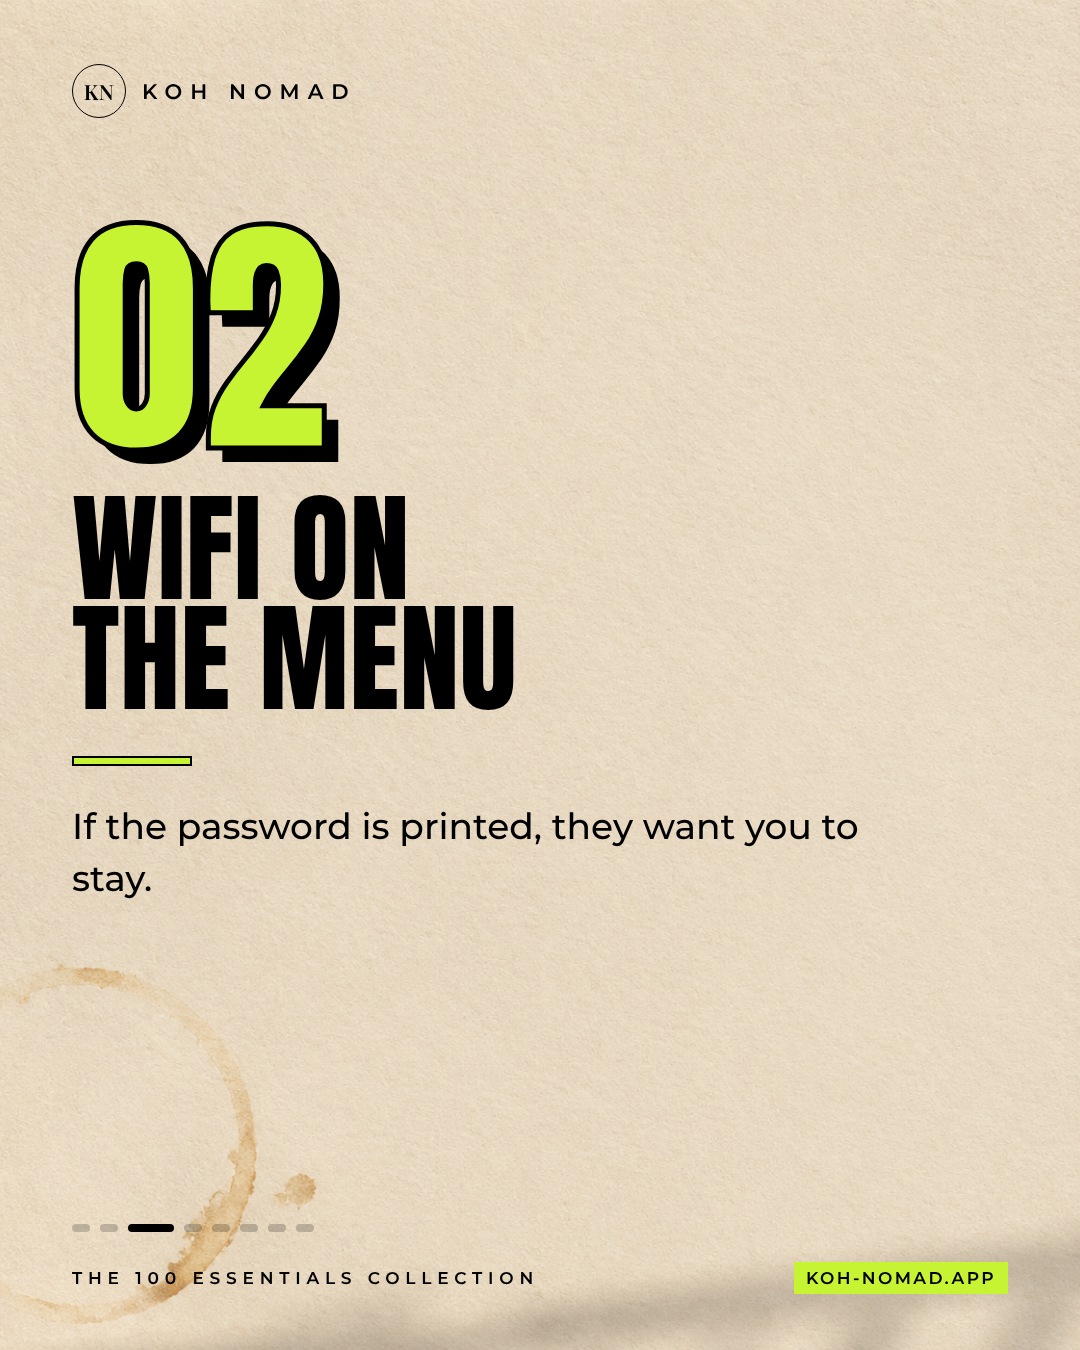 KN KOH NOMAD
02
WIFI ON
THE MENU
If the password is printed, they want you to
stay.
THE 100 ESSENTIALS COLLECTION
KOH-NOMAD.APP